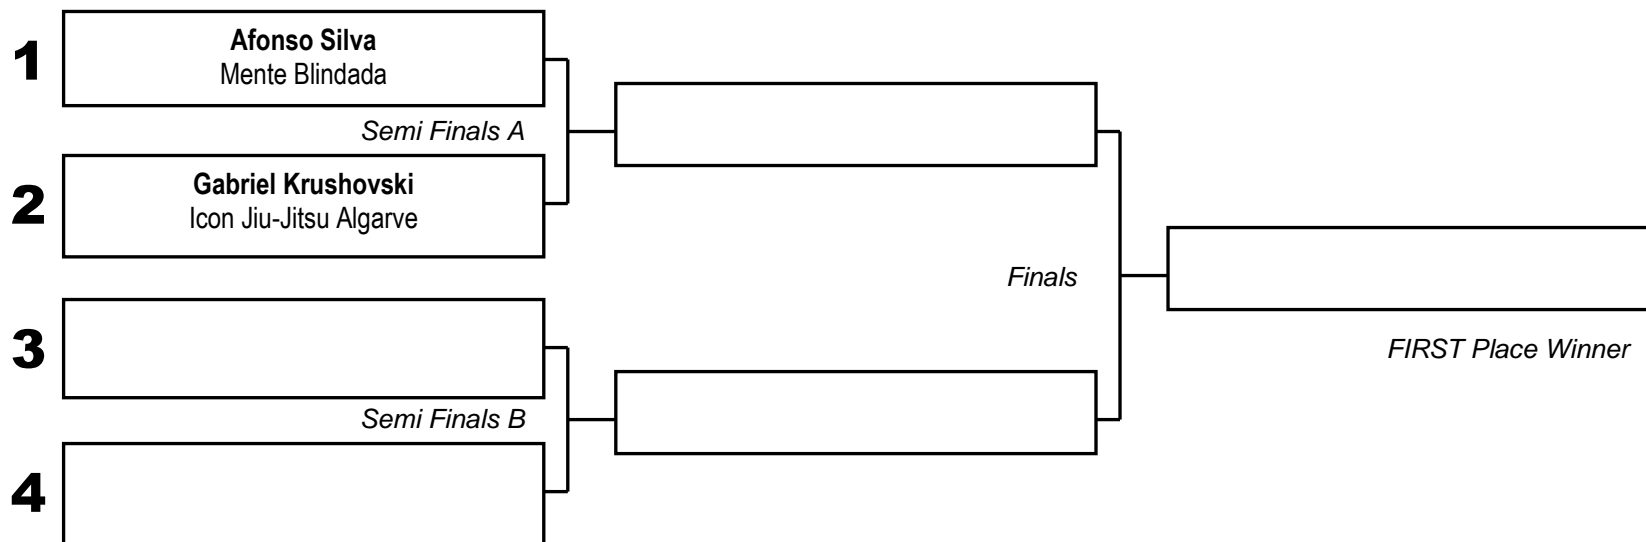 1
Afonso Silva
Mente Blindada
Semi Finals A
2
Gabriel Krushovski
Icon Jiu-Jitsu Algarve
3
Semi Finals B
4
Finals
FIRST Place Winner